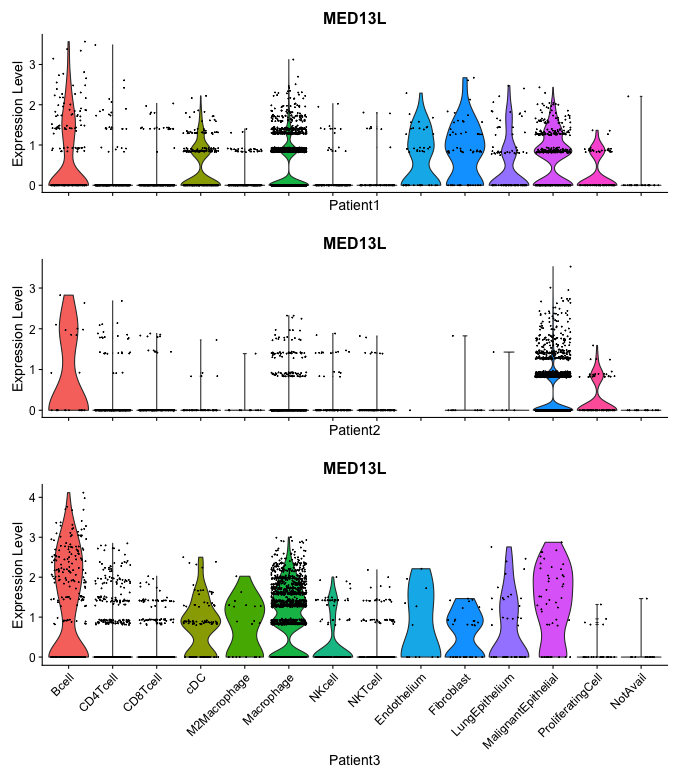 MED13L
Expression Level
3
2
1
0
Patient1
MED13L
Expression Level
3
2
1
0
Patient2
MED13L
Expression Level
4
3
2
1
0
Bcell
CD4Tcell
CD8Tcell
cDC
M2Macrophage
Macrophage
NKcell
NKTcell
Endothelium
Fibroblast
LungEpithelium
MalignantEpithelial
ProliferatingCell
NotAvail
Patient3